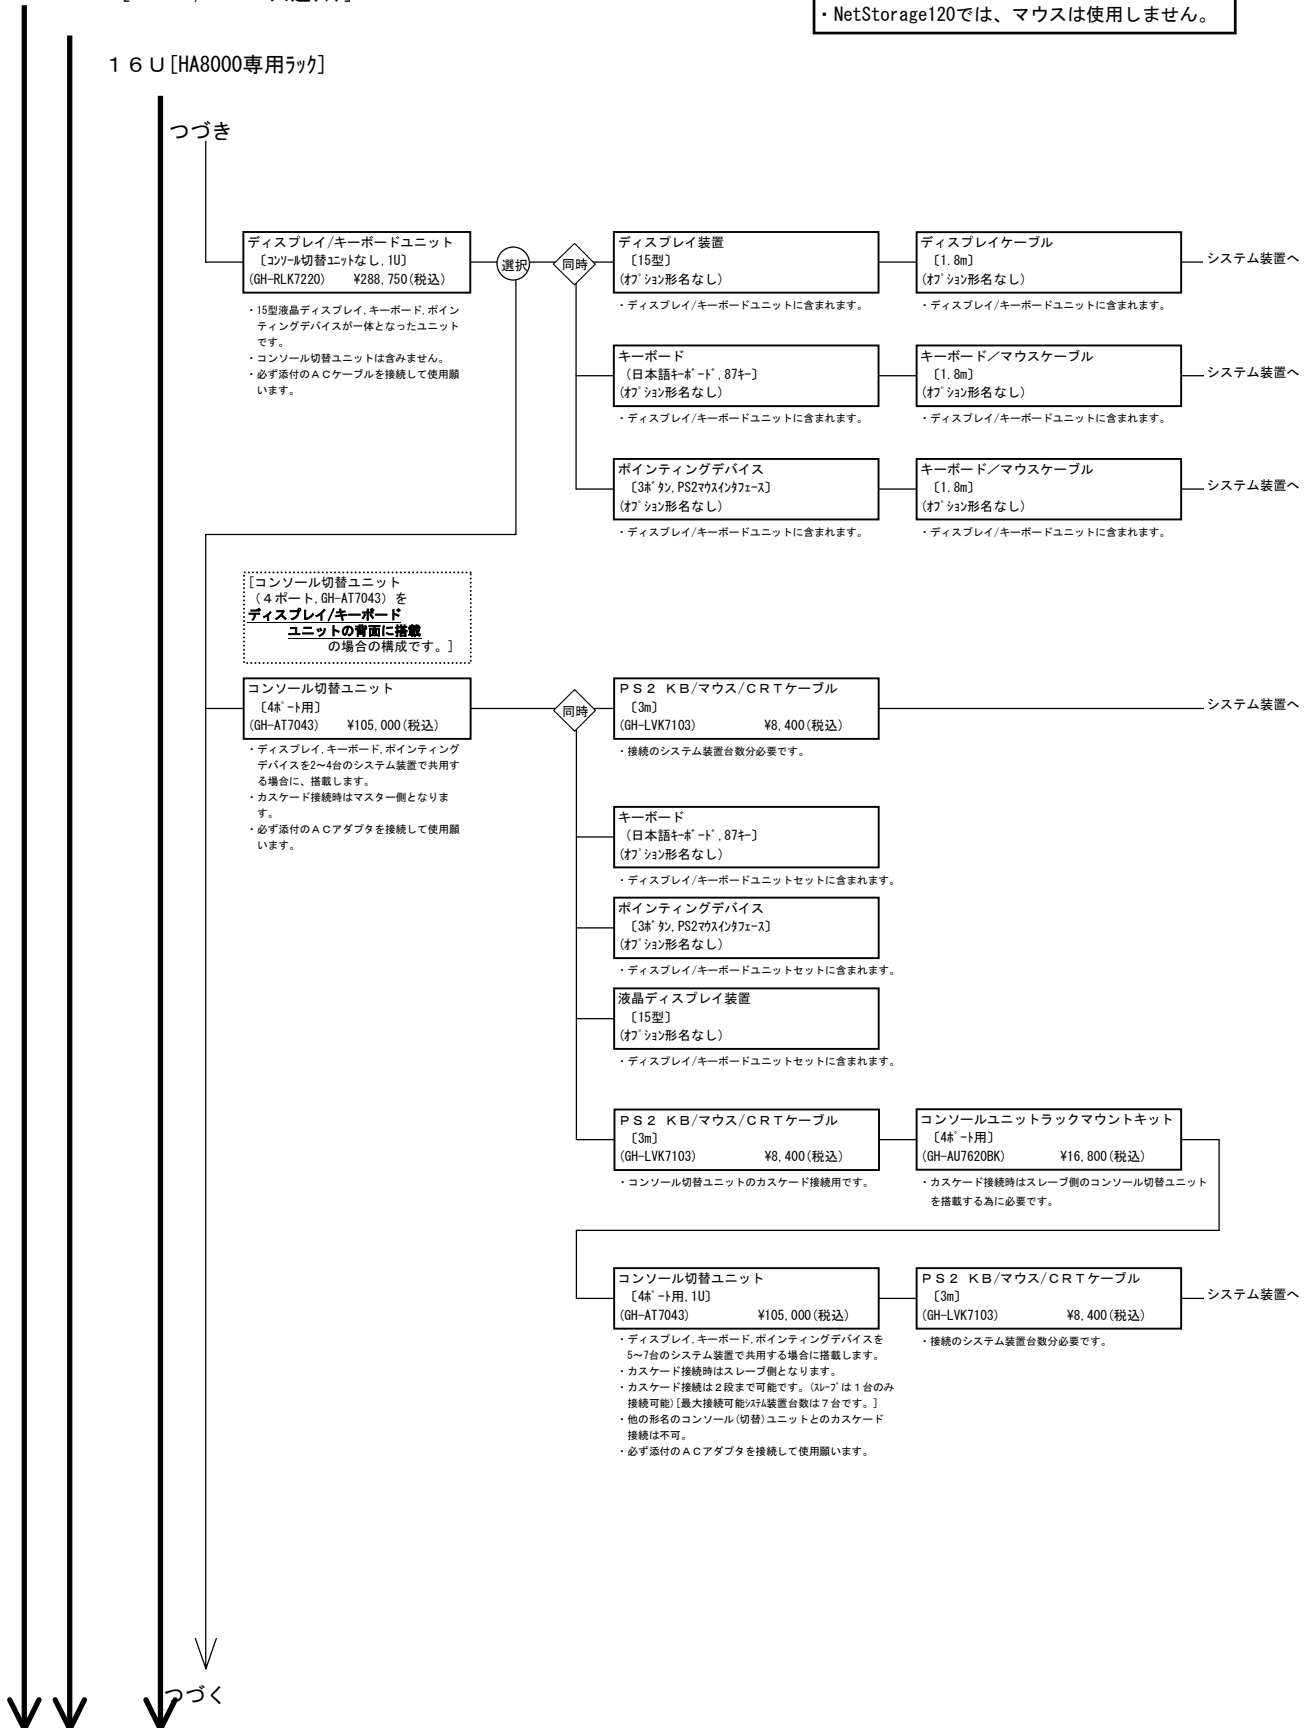 ・NetStorage120では、マウスは使用しません。
１６Ｕ[HA8000専用ﾗｯｸ]
つづき
ディスプレイ/キーボードユニット
〔ｺﾝｿｰﾙ切替ﾕﾆｯﾄなし,1U〕
(GH-RLK7220) ¥288,750(税込)
・15型液晶ディスプレイ,キーボード,ポイン
ティングデバイスが一体となったユニット
です。
・コンソール切替ユニットは含みません。
・必ず添付のＡＣケーブルを接続して使用願
います。
選択
同時
ディスプレイ装置
〔15型〕
(ｵﾌﾟｼｮﾝ形名なし)
・ディスプレイ/キーボードユニットに含まれます。
ディスプレイケーブル
〔1.8m〕
(ｵﾌﾟｼｮﾝ形名なし)
・ディスプレイ/キーボードユニットに含まれます。
システム装置へ
キーボード
（日本語ｷｰﾎﾞｰﾄﾞ,87ｷｰ〕
(ｵﾌﾟｼｮﾝ形名なし)
・ディスプレイ/キーボードユニットに含まれます。
キーボード／マウスケーブル
〔1.8m〕
(ｵﾌﾟｼｮﾝ形名なし)
・ディスプレイ/キーボードユニットに含まれます。
システム装置へ
ポインティングデバイス
〔3ﾎﾞﾀﾝ,PS2ﾏｳｽｲﾝﾀﾌｪｰｽ〕
(ｵﾌﾟｼｮﾝ形名なし)
・ディスプレイ/キーボードユニットに含まれます。
キーボード／マウスケーブル
〔1.8m〕
(ｵﾌﾟｼｮﾝ形名なし)
・ディスプレイ/キーボードユニットに含まれます。
システム装置へ
[コンソール切替ユニット
（４ポート,GH-AT7043）を
ディスプレイ/キーボード
ユニットの背面に搭載
の場合の構成です。]
コンソール切替ユニット
〔4ﾎﾟｰﾄ用〕
(GH-AT7043) ¥105,000(税込)
・ディスプレイ,キーボード,ポインティング
デバイスを2～4台のシステム装置で共用す
る場合に、搭載します。
・カスケード接続時はマスター側となりま
す。
・必ず添付のＡＣアダプタを接続して使用願
います。
同時
ＰＳ２ ＫＢ/マウス/ＣＲＴケーブル
〔3m〕
(GH-LVK7103) ¥8,400(税込)
・接続のシステム装置台数分必要です。
システム装置へ
キーボード
（日本語ｷｰﾎﾞｰﾄﾞ,87ｷｰ〕
(ｵﾌﾟｼｮﾝ形名なし)
・ディスプレイ/キーボードユニットセットに含まれます。
ポインティングデバイス
〔3ﾎﾞﾀﾝ,PS2ﾏｳｽｲﾝﾀﾌｪｰｽ〕
(ｵﾌﾟｼｮﾝ形名なし)
・ディスプレイ/キーボードユニットセットに含まれます。
液晶ディスプレイ装置
〔15型〕
(ｵﾌﾟｼｮﾝ形名なし)
・ディスプレイ/キーボードユニットセットに含まれます。
ＰＳ２ ＫＢ/マウス/ＣＲＴケーブル
〔3m〕
(GH-LVK7103) ¥8,400(税込)
・コンソール切替ユニットのカスケード接続用です。
コンソールユニットラックマウントキット
〔4ﾎﾟｰﾄ用〕
(GH-AU7620BK) ¥16,800(税込)
・カスケード接続時はスレーブ側のコンソール切替ユニット
を搭載する為に必要です。
コンソール切替ユニット
〔4ﾎﾟｰﾄ用,1U〕
(GH-AT7043) ¥105,000(税込)
・ディスプレイ,キーボード,ポインティングデバイスを
5～7台のシステム装置で共用する場合に搭載します。
・カスケード接続時はスレーブ側となります。
・カスケード接続は２段まで可能です。(ｽﾚｰﾌﾞは１台のみ
接続可能)[最大接続可能ｼｽﾃﾑ装置台数は７台です。]
・他の形名のコンソール(切替)ユニットとのカスケード
接続は不可。
・必ず添付のＡＣアダプタを接続して使用願います。
ＰＳ２ ＫＢ/マウス/ＣＲＴケーブル
〔3m〕
(GH-LVK7103) ¥8,400(税込)
・接続のシステム装置台数分必要です。
システム装置へ
つづく